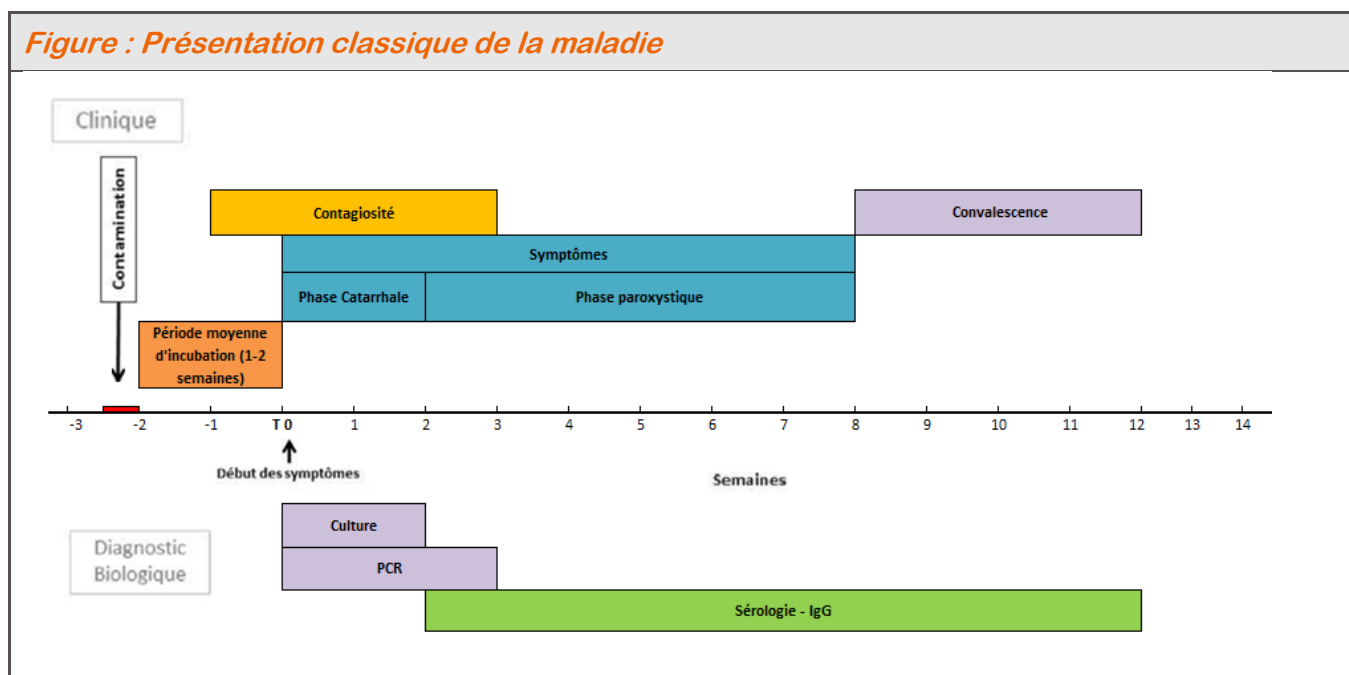 Figure : Présentation classique de la maladie
Clinique
Contamination
Contagiosité
Convalescence
Symptômes
Phase Catarrhale
Phase paroxystique
Période moyenne
d'incubation (1-2
semaines)
-3 -2 -1 T 0 1 2 3 4 5 6 7 8 9 10 11 12 13 14
Début des symptômes
Semaines
Culture
Diagnostic
Biologique
PCR
Sérologie - IgG